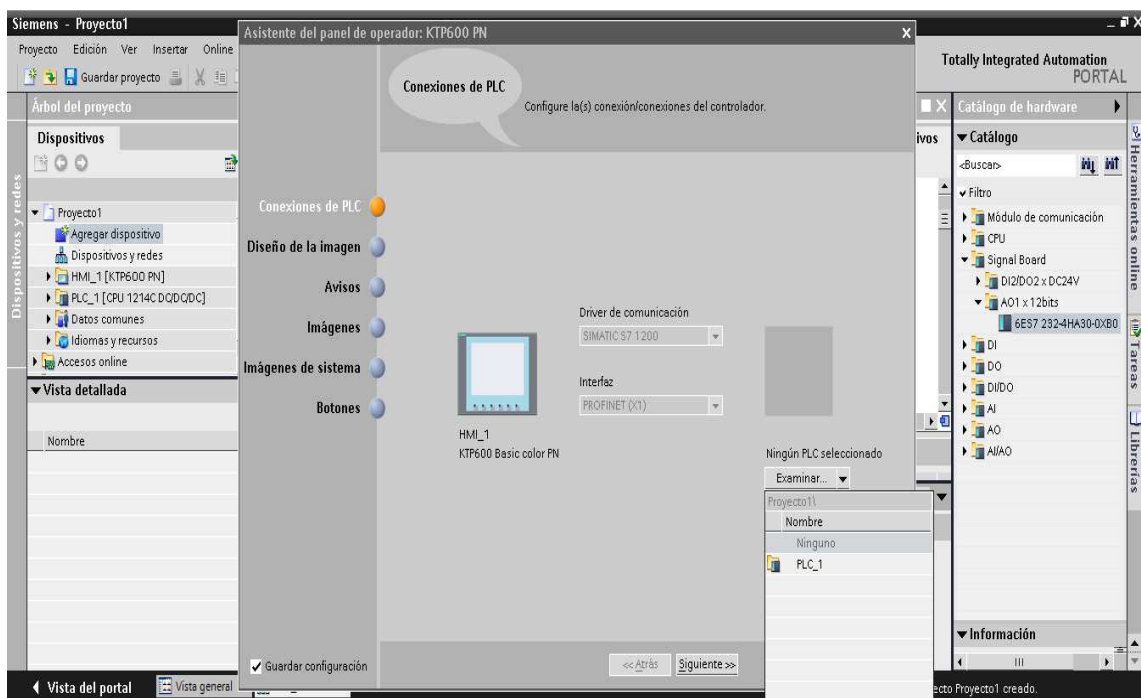 Siemens - Proyecto1
Proyecto Edición Ver Insertar Online
Guardar proyecto
Totally Integrated Automation
PORTAL
Árbol del proyecto
Dispositivos
Dispositivos y redes
Proyecto1
Agregar dispositivo
Dispositivos y redes
HMI_1 [KTP600 PN]
PLC_1 [CPU 1214C DC/DC/DC]
Datos comunes
Idiomas y recursos
Accesos online
Vista detallada
Nombre
Asistente del panel de operador: KTP600 PN
X
Conexiones de PLC
Configure la(s) conexión/conexiones del controlador.
Conexiones de PLC
Diseño de la imagen
Avisos
Imágenes
Imágenes de sistema
Botones
Driver de comunicación
SIMATIC S7 1200
Interfaz
PROFINET (X1)
HMI_1
KTP600 Basic color PN
Ningún PLC seleccionado
Examinar...
Proyecto1\
Nombre
Ninguno
PLC_1
Guardar configuración
<< Atrás
Siguiente >>
ivos
Catálogo de hardware
Catálogo
<Buscar>
Filtro
Módulo de comunicación
CPU
Signal Board
DI2/DO2 x DC24V
AO1 x 12bits
6ES7 232-4HA30-0XB0
DI
DO
DI/DO
AI
AO
AI/AO
Información
Herramientas online
Tareas
Librerías
Vista del portal
Vista general
ecto Proyecto1 creado.